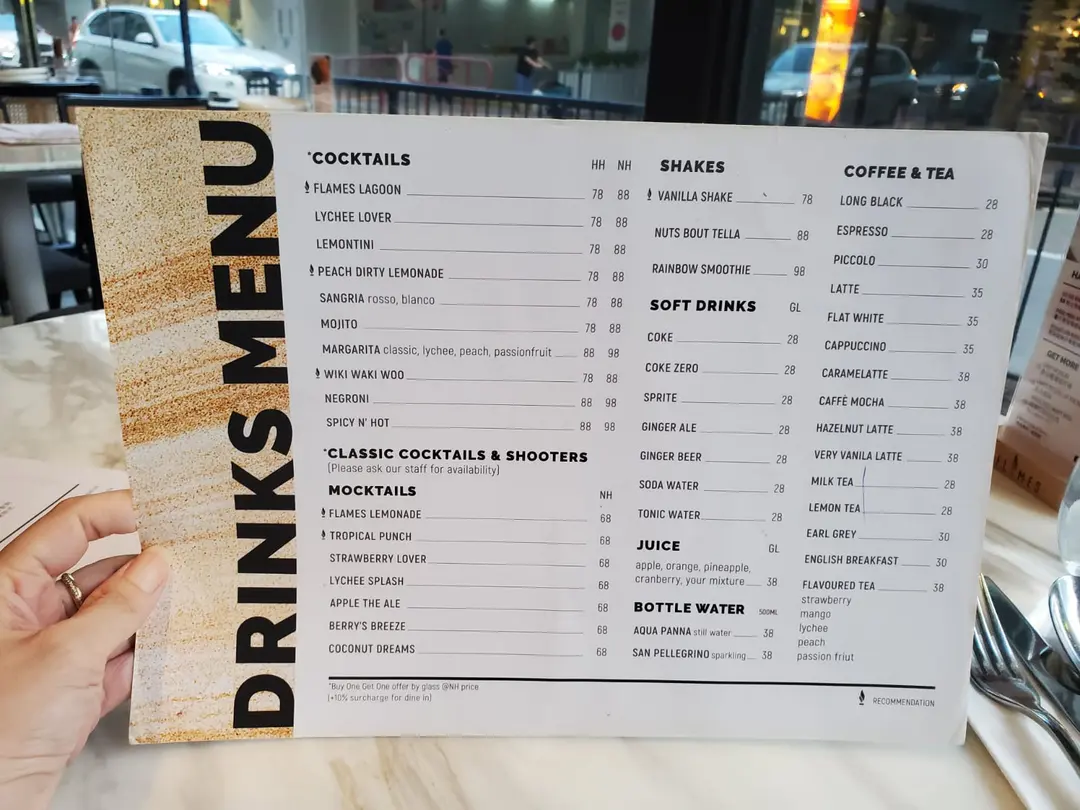 DRINKS MENU
*COCKTAILS HH NH
FLAMES LAGOON 78 88
LYCHEE LOVER 78 88
LEMONTINI 78 88
PEACH DIRTY LEMONADE 78 88
SANGRIA rosso, blanco 78 88
MOJITO 78 88
MARGARITA classic, lychee, peach, passionfruit 88 98
WIKI WAKI WOO 78 88
NEGRONI 88 98
SPICY N' HOT 88 98
*CLASSIC COCKTAILS & SHOOTERS
(Please ask our staff for availability)
MOCKTAILS NH
FLAMES LEMONADE 68
TROPICAL PUNCH 68
STRAWBERRY LOVER 68
LYCHEE SPLASH 68
APPLE THE ALE 68
BERRY'S BREEZE 68
COCONUT DREAMS 68
SHAKES
VANILLA SHAKE 78
NUTS BOUT TELLA 88
RAINBOW SMOOTHIE 98
SOFT DRINKS GL
COKE 28
COKE ZERO 28
SPRITE 28
GINGER ALE 28
GINGER BEER 28
SODA WATER 28
TONIC WATER 28
JUICE GL
apple, orange, pineapple,
cranberry, your mixture 38
BOTTLE WATER 500ML
AQUA PANNA still water 38
SAN PELLEGRINO sparkling 38
COFFEE & TEA
LONG BLACK 28
ESPRESSO 28
PICCOLO 30
LATTE 35
FLAT WHITE 35
CAPPUCCINO 35
CARAMELATTE 38
CAFFÈ MOCHA 38
HAZELNUT LATTE 38
VERY VANILA LATTE 38
MILK TEA 28
LEMON TEA 28
EARL GREY 30
ENGLISH BREAKFAST 30
FLAVOURED TEA 38
strawberry
mango
lychee
peach
passion friut
*Buy One Get One offer by glass @NH price
(+10% surcharge for dine in)
RECOMMENDATION
GET MORE